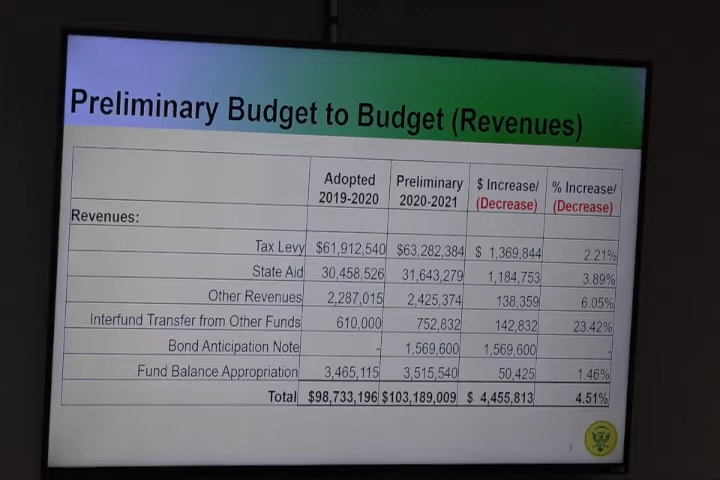 Preliminary Budget to Budget (Revenues)
Adopted 2019-2020 Preliminary 2020-2021 $ Increase/ (Decrease) % Increase/ (Decrease)
Revenues:
Tax Levy $61,912,540 $63,282,384 $ 1,369,844 2.21%
State Aid 30,458,526 31,643,279 1,184,753 3.89%
Other Revenues 2,287,015 2,425,374 138,359 6.05%
Interfund Transfer from Other Funds 610,000 752,832 142,832 23.42%
Bond Anticipation Note - 1,569,600 1,569,600 -
Fund Balance Appropriation 3,465,115 3,515,540 50,425 1.46%
Total $98,733,196 $103,189,009 $ 4,455,813 4.51%
3